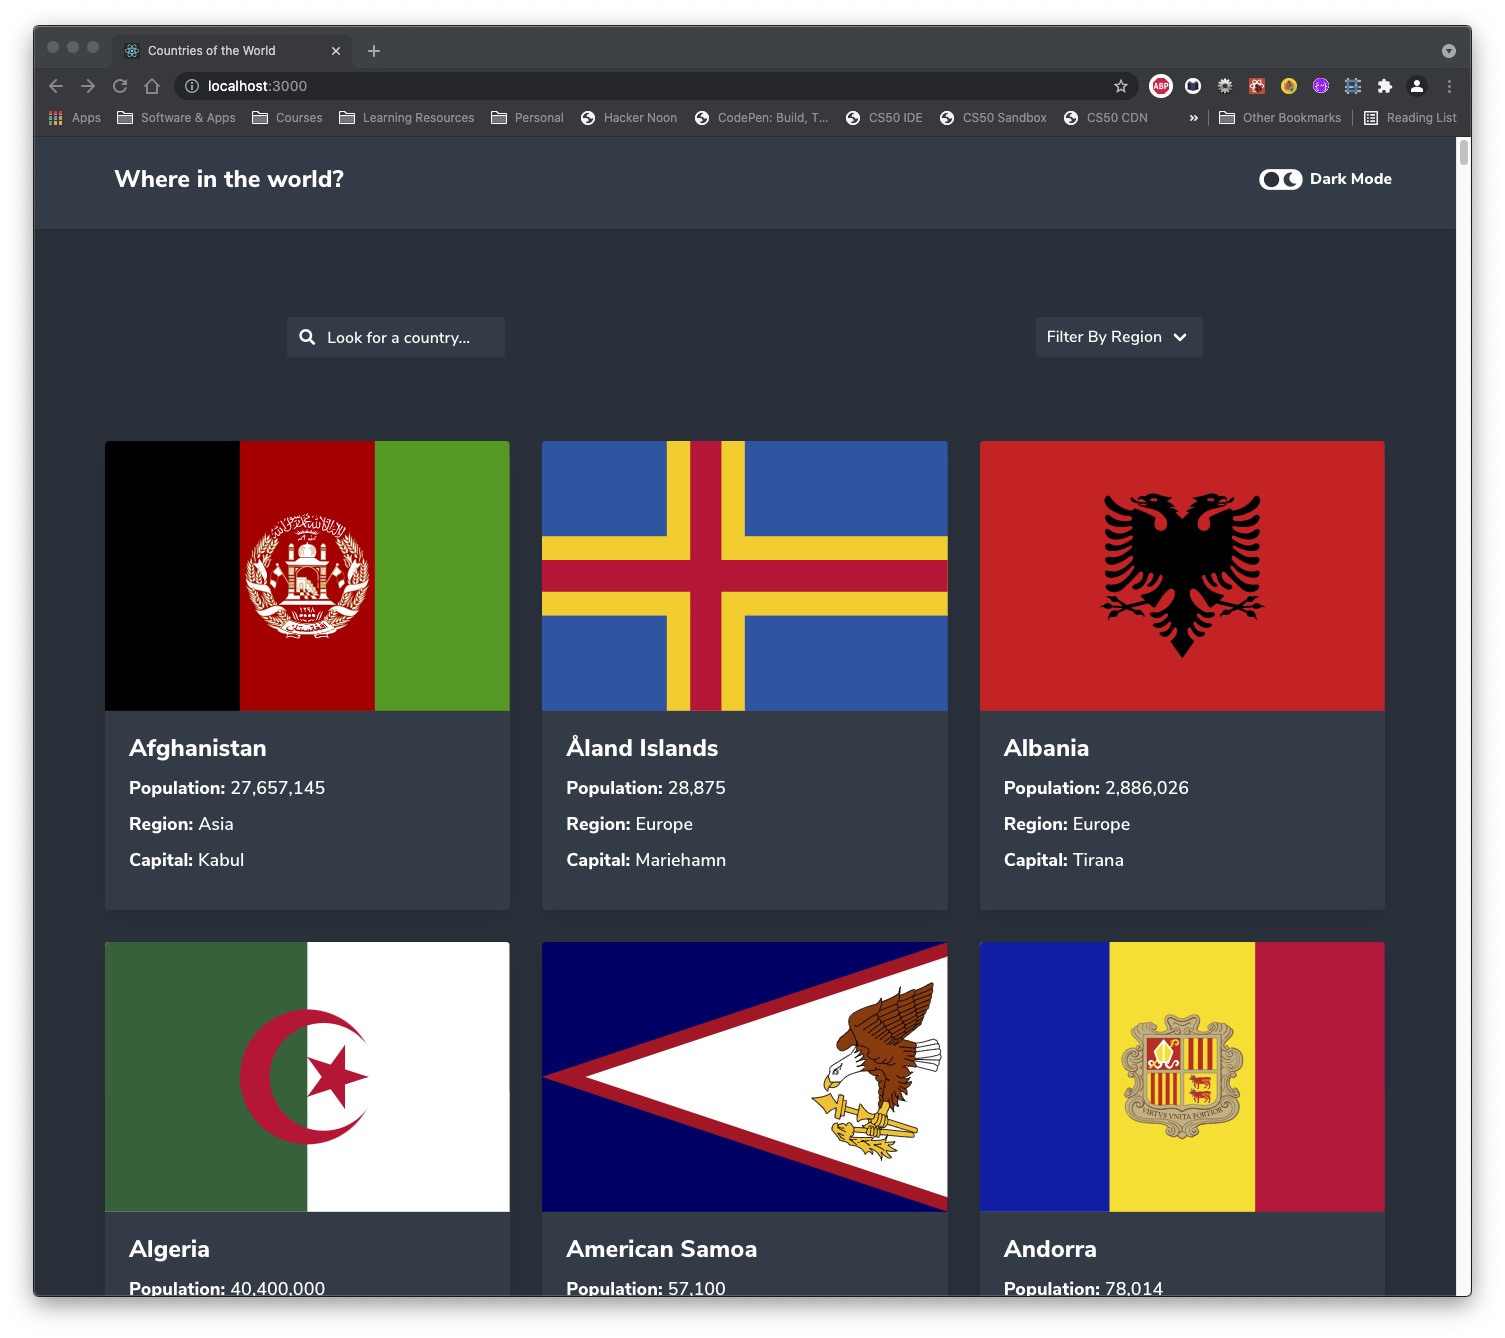 Countries of the World
localhost:3000
ABP
Apps
Software & Apps
Courses
Learning Resources
Personal
Hacker Noon
CodePen: Build, T...
CS50 IDE
CS50 Sandbox
CS50 CDN
»
Other Bookmarks
Reading List
Where in the world?
Dark Mode
Look for a country...
Filter By Region
Afghanistan
Population: 27,657,145
Region: Asia
Capital: Kabul
Åland Islands
Population: 28,875
Region: Europe
Capital: Mariehamn
Albania
Population: 2,886,026
Region: Europe
Capital: Tirana
VIRTVS VNITA FORTIOR
Algeria
Population: 40,400,000
American Samoa
Population: 57,100
Andorra
Population: 78,014